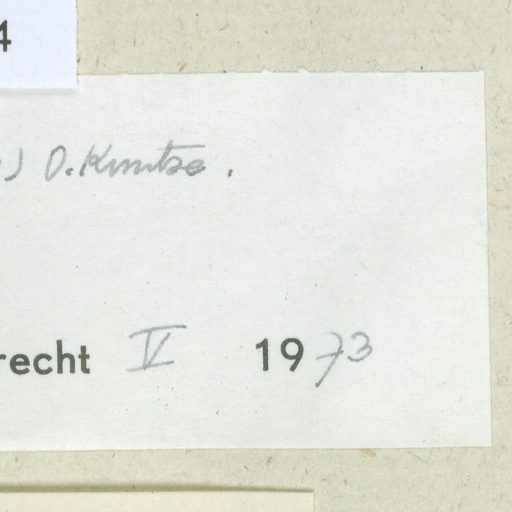 4
) O. Kuntze.
recht V 1973